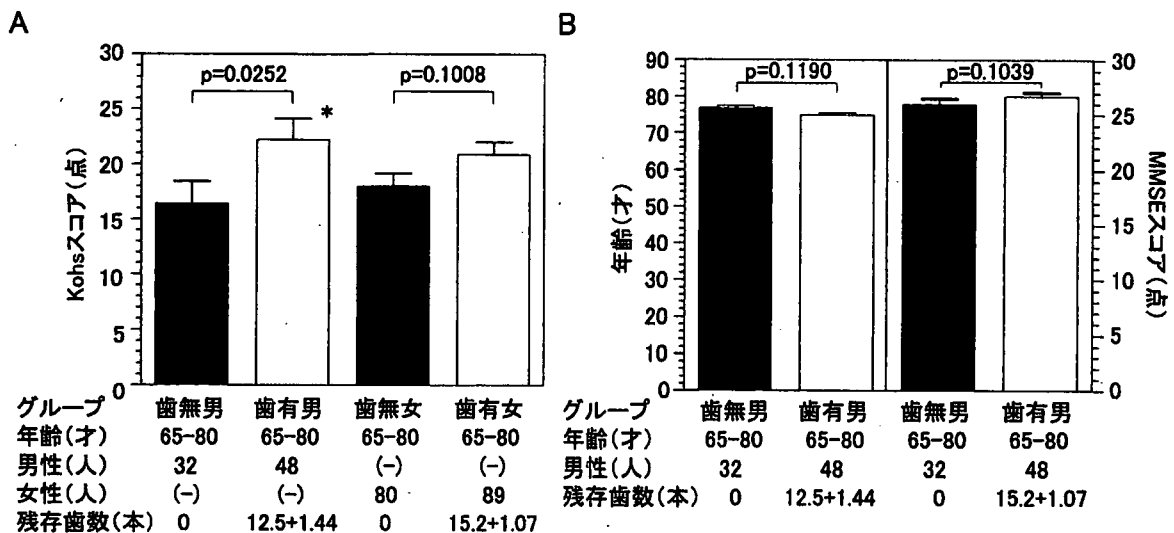 A
B
p=0.0252
p=0.1008
*
30
25
20
15
10
5
0
Kohsスコア(点)
グループ 歯無男 歯有男 歯無女 歯有女
年齢(才) 65-80 65-80 65-80 65-80
男性(人) 32 48 (-) (-)
女性(人) (-) (-) 80 89
残存歯数(本) 0 12.5+1.44 0 15.2+1.07
p=0.1190
p=0.1039
90
80
70
60
50
40
30
20
10
0
年齢(才)
30
25
20
15
10
5
0
MMSEスコア(点)
グループ 歯無男 歯有男 歯無男 歯有男
年齢(才) 65-80 65-80 65-80 65-80
男性(人) 32 48 32 48
残存歯数(本) 0 12.5+1.44 0 15.2+1.07